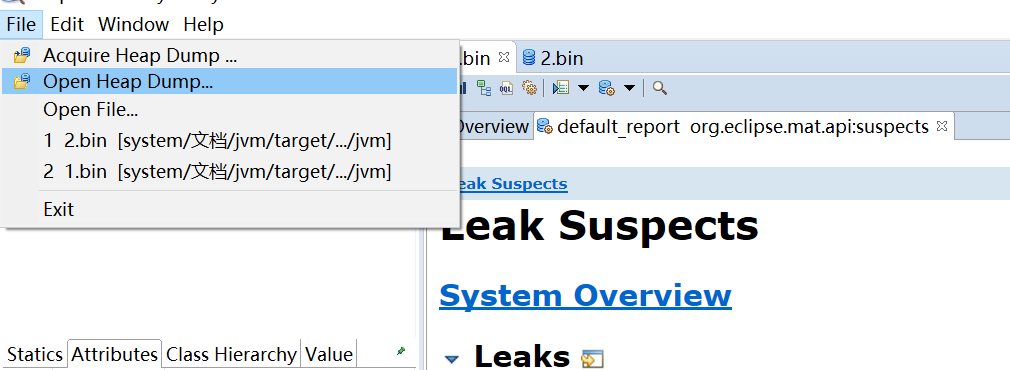 File Edit Window Help
Acquire Heap Dump ...
Open Heap Dump...
Open File...
1 2.bin [system/文档/jvm/target/.../jvm]
2 1.bin [system/文档/jvm/target/.../jvm]
Exit
.bin 2.bin
OQL
Overview default_report org.eclipse.mat.api:suspects
Leak Suspects
Leak Suspects
System Overview
Leaks
Statics Attributes Class Hierarchy Value